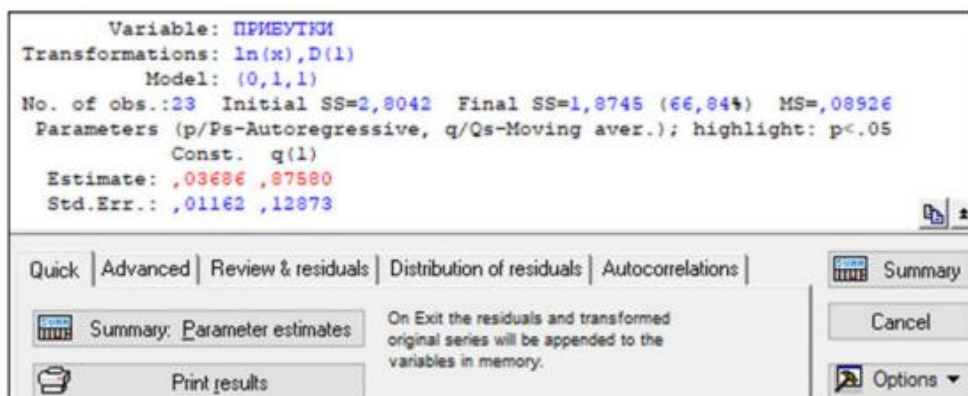 Variable: ПРИБУТКИ
Transformations: ln(x),D(1)
Model: (0,1,1)
No. of obs.:23 Initial SS=2,8042 Final SS=1,8745 (66,84%) MS=,08926
Parameters (p/Ps-Autoregressive, q/Qs-Moving aver.); highlight: p<.05
Const. q(1)
Estimate: ,03686 ,87580
Std.Err.: ,01162 ,12873
Quick Advanced Review & residuals Distribution of residuals Autocorrelations Summary
Summary: Parameter estimates
On Exit the residuals and transformed
original series will be appended to the
variables in memory.
Cancel
Print results
Options